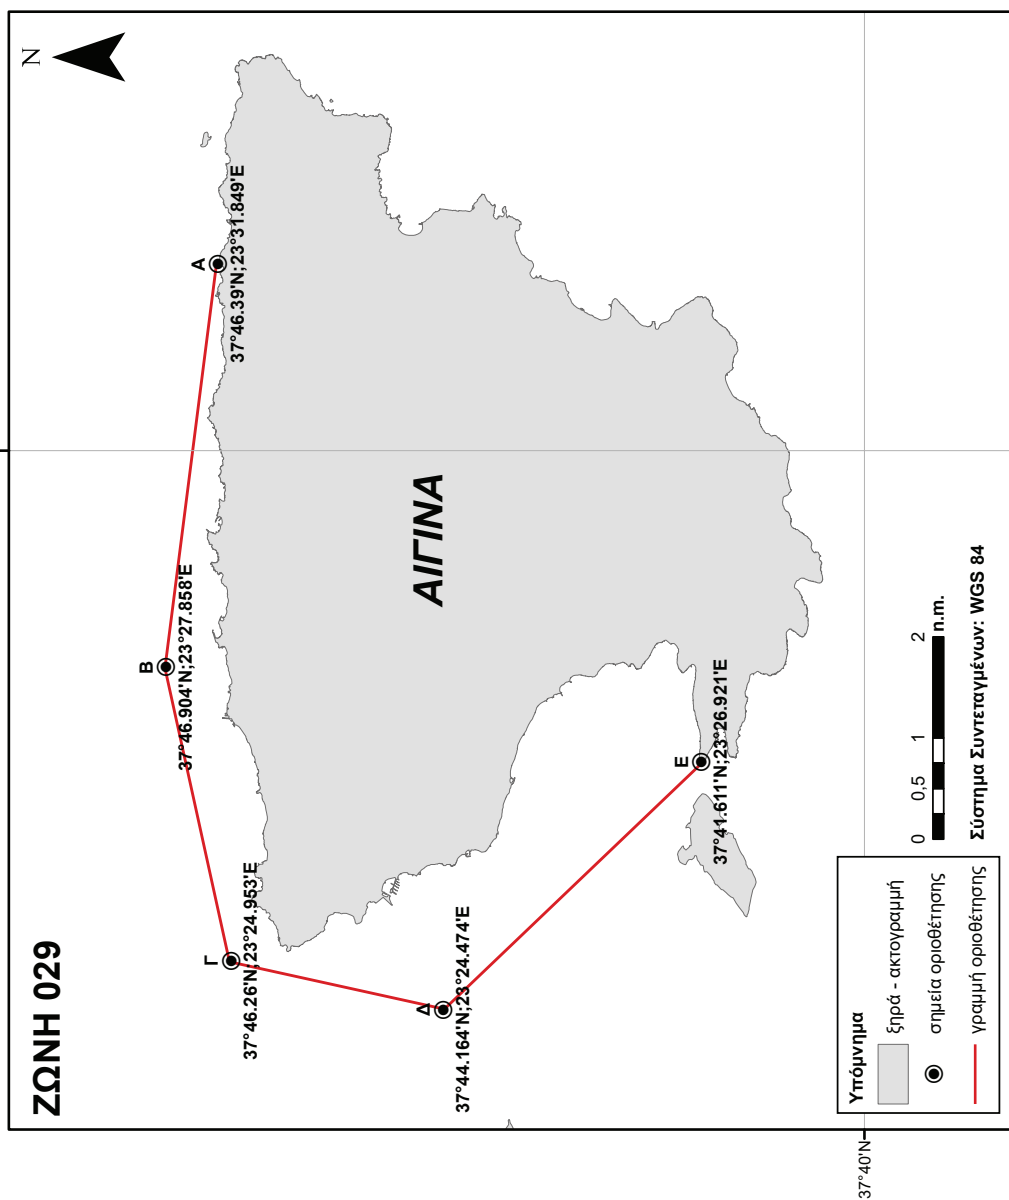 ΖΩΝΗ 029
N
Α
37°46.39'N;23°31.849'E
Β
37°46.904'N;23°27.858'E
Γ
37°46.26'N;23°24.953'E
Δ
37°44.164'N;23°24.474'E
Ε
37°41.611'N;23°26.921'E
ΑΙΓΙΝΑ
Υπόμνημα
ξηρά - ακτογραμμή
σημεία οριοθέτησης
γραμμή οριοθέτησης
0 0,5 1 2
n.m.
Σύστημα Συντεταγμένων: WGS 84
37°40'N